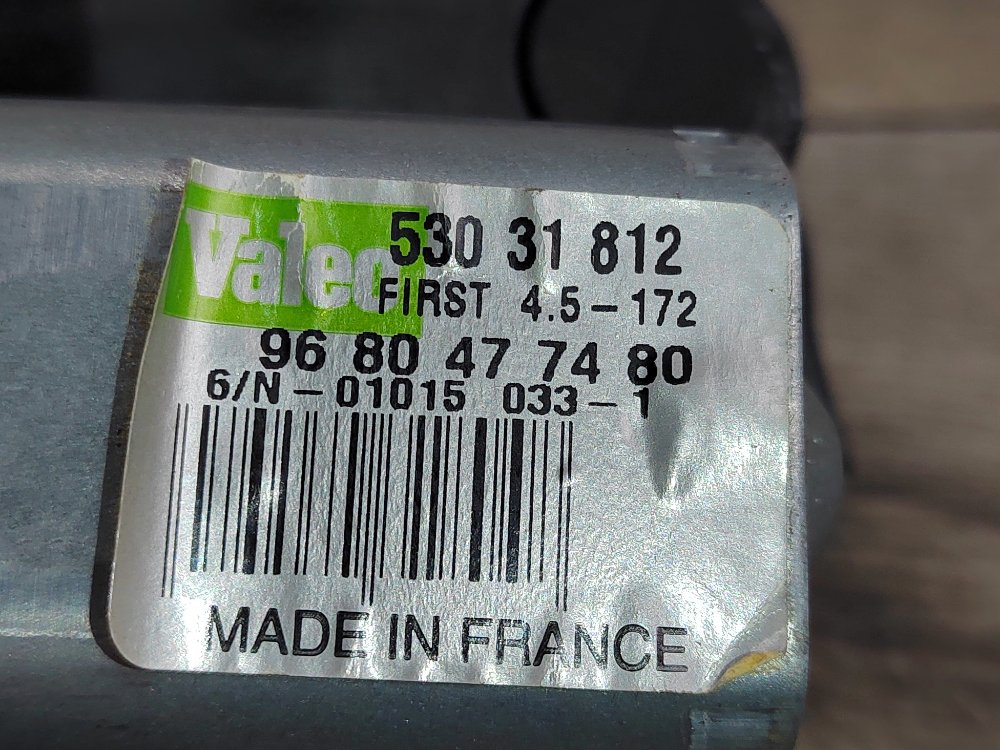 Valeo 530 31 812
FIRST 4.5-172
96 80 47 74 80
6/N-01015 033-1
MADE IN FRANCE